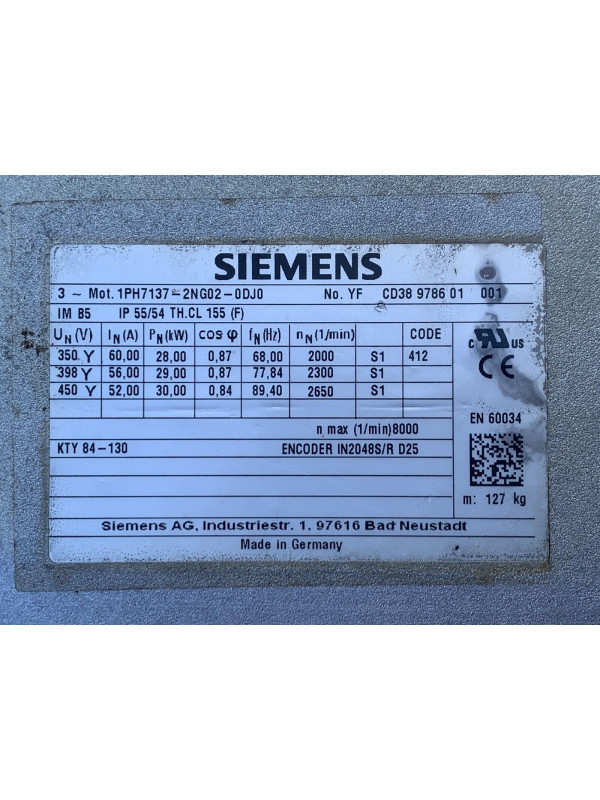 SIEMENS
3 ~ Mot. 1PH7137-2NG02-0DJ0 No. YF CD38 9786 01 001
IM B5 IP 55/54 TH.CL 155 (F)
UN (V) IN (A) PN (kW) cos φ fN (Hz) nN (1/min) CODE
350 Y 60,00 28,00 0,87 68,00 2000 S1 412
398 Y 56,00 29,00 0,87 77,84 2300 S1
450 Y 52,00 30,00 0,84 89,40 2650 S1
c UR US
CE
n max (1/min) 8000
EN 60034
KTY 84-130 ENCODER IN2048S/R D25
m: 127 kg
Siemens AG, Industriestr. 1, 97616 Bad Neustadt
Made in Germany